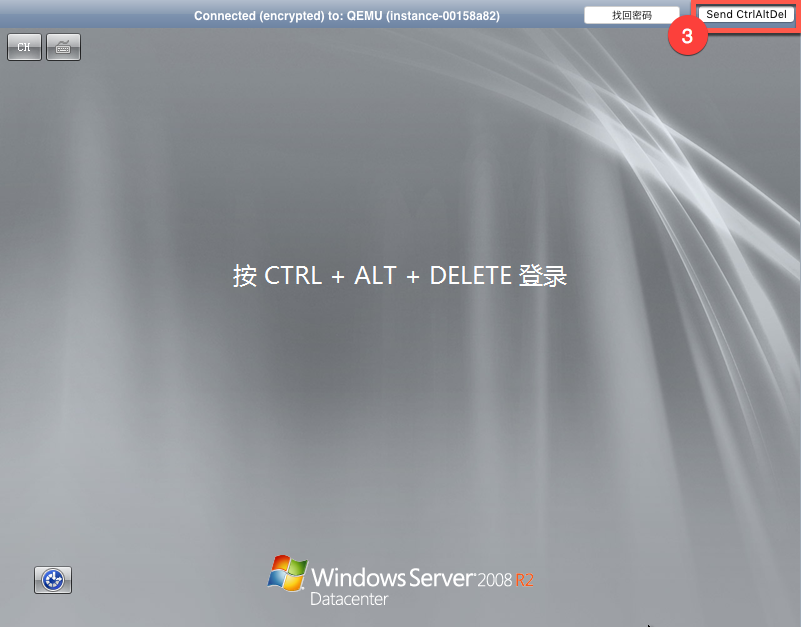 Connected (encrypted) to: QEMU (instance-00158a82)
找回密码
Send CtrlAltDel
3
CH
按 CTRL + ALT + DELETE 登录
Windows Server 2008 R2
Datacenter